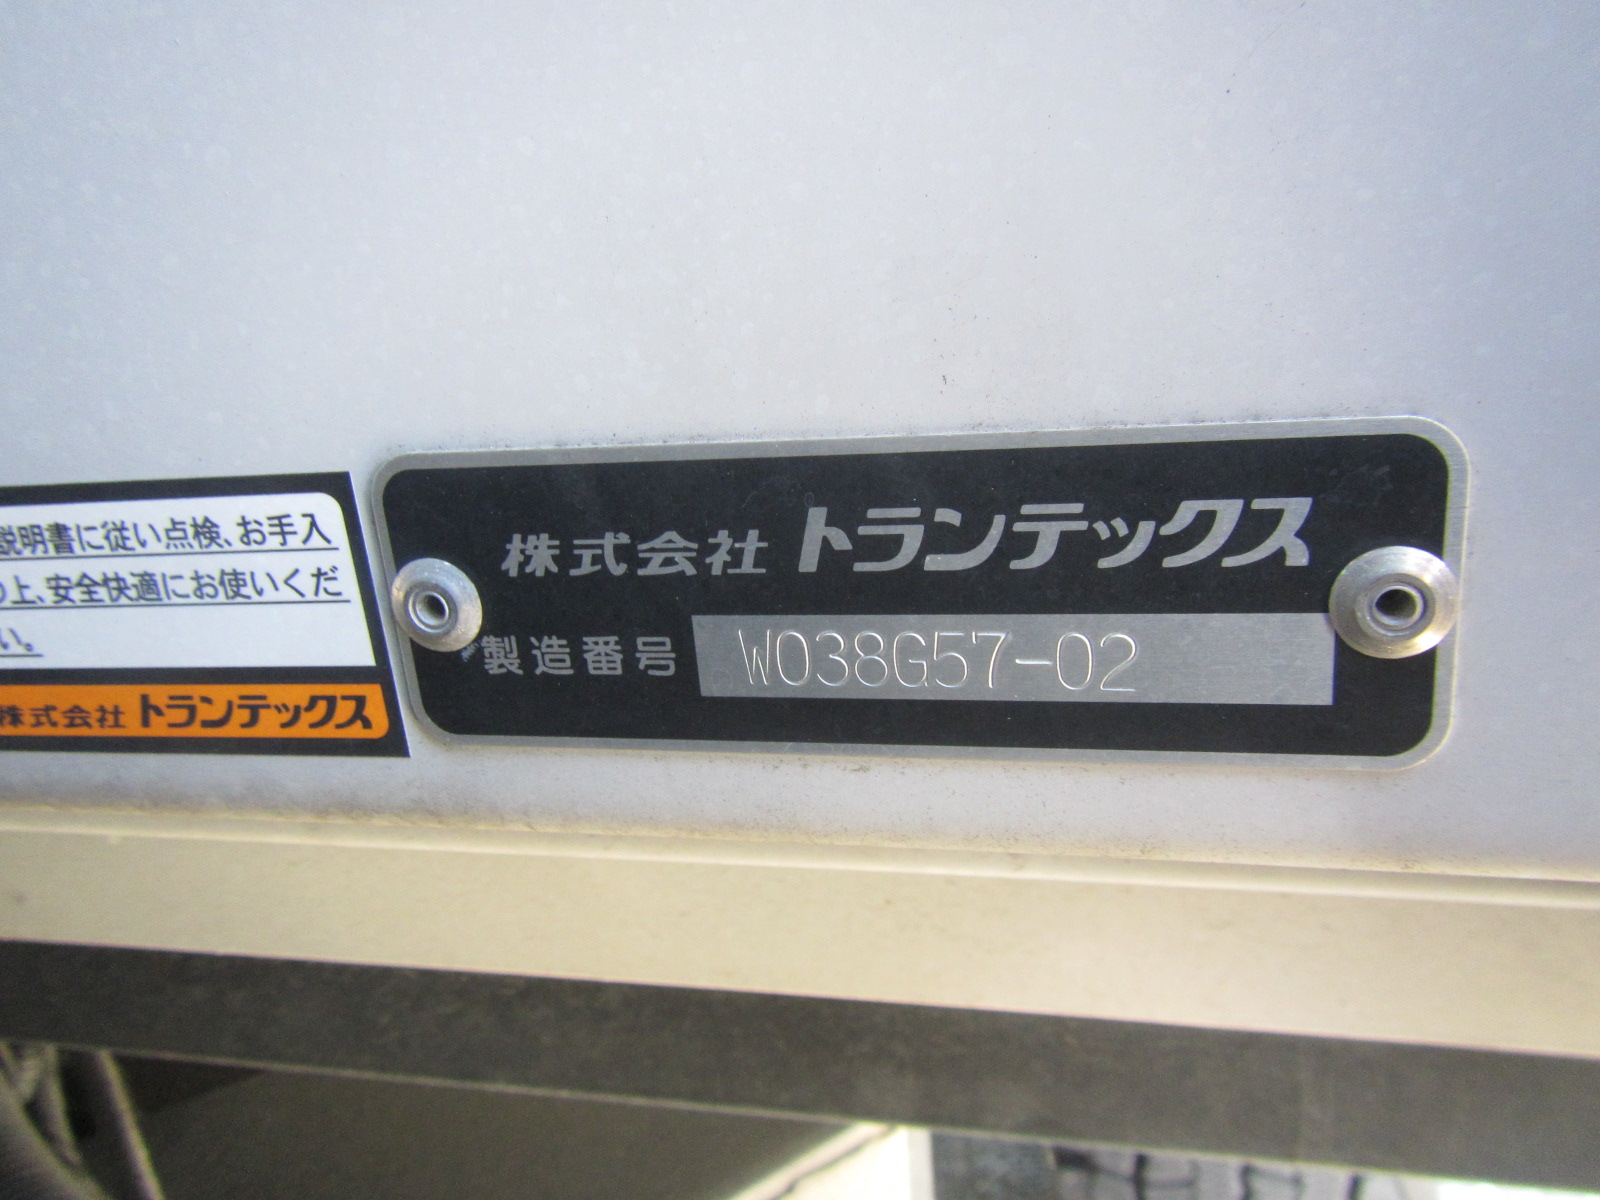 説明書に従い点検、お手入
の上、安全快適にお使いくだ
い。
株式会社 トランテックス
株式会社 トランテックス
製造番号 W038G57-02